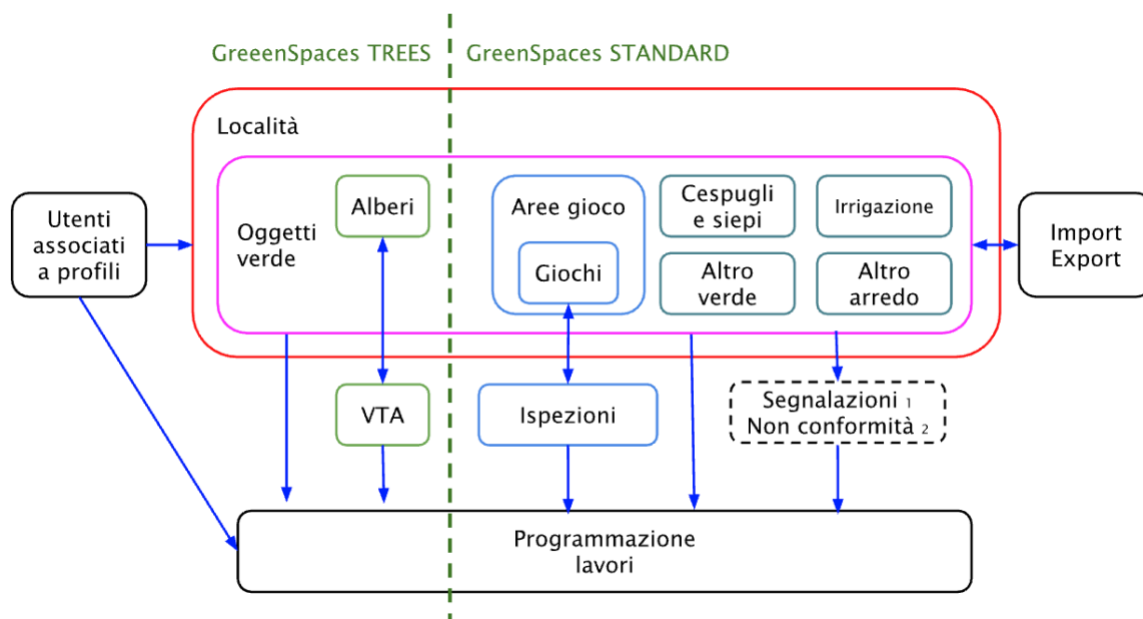 GreeenSpaces TREES
GreenSpaces STANDARD
Località
Utenti
associati
a profili
Oggetti
verde
Alberi
Aree gioco
Giochi
Cespugli
e siepi
Irrigazione
Altro
verde
Altro
arredo
Import
Export
VTA
Ispezioni
Segnalazioni 1
Non conformità 2
Programmazione
lavori